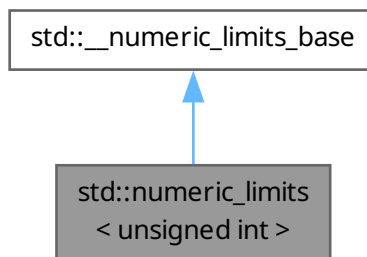 std::__numeric_limits_base
std::numeric_limits
< unsigned int >